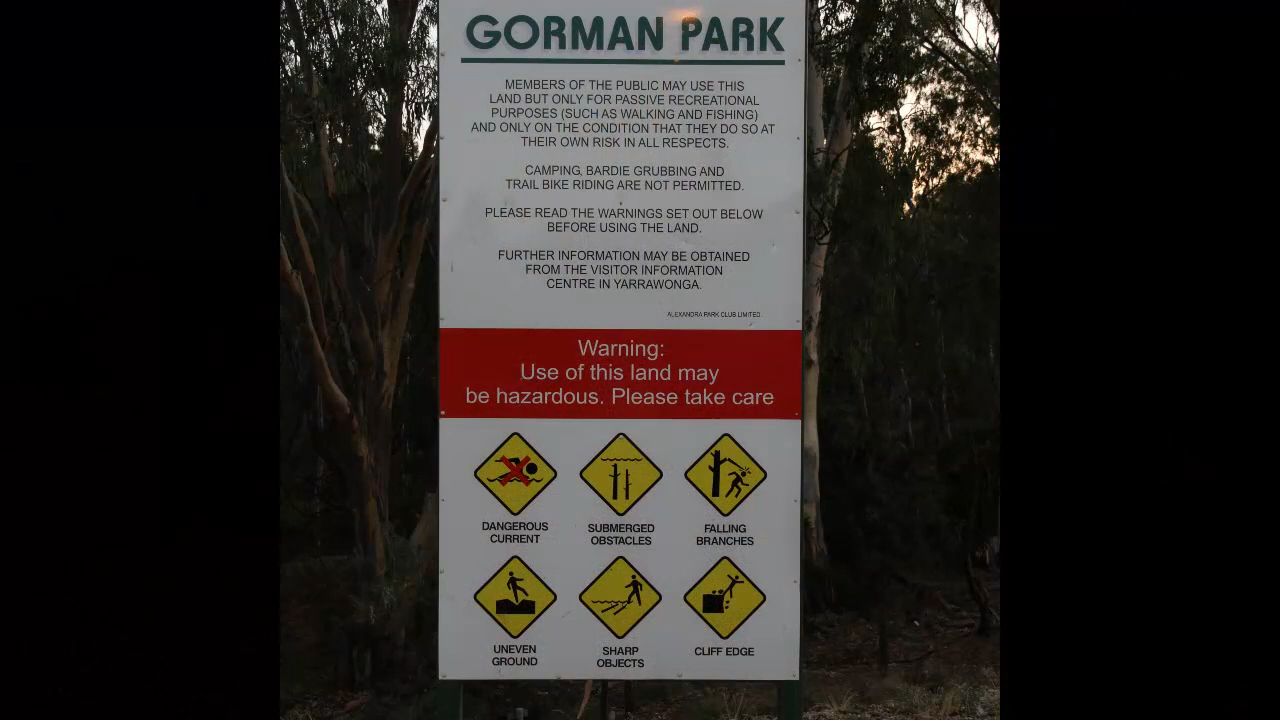 GORMAN PARK
MEMBERS OF THE PUBLIC MAY USE THIS
LAND BUT ONLY FOR PASSIVE RECREATIONAL
PURPOSES (SUCH AS WALKING AND FISHING)
AND ONLY ON THE CONDITION THAT THEY DO SO AT
THEIR OWN RISK IN ALL RESPECTS.
CAMPING, BARDIE GRUBBING AND
TRAIL BIKE RIDING ARE NOT PERMITTED.
PLEASE READ THE WARNINGS SET OUT BELOW
BEFORE USING THE LAND.
FURTHER INFORMATION MAY BE OBTAINED
FROM THE VISITOR INFORMATION
CENTRE IN YARRAWONGA.
ALEXANDRA PARK CLUB LIMITED.
Warning:
Use of this land may
be hazardous. Please take care
DANGEROUS
CURRENT
SUBMERGED
OBSTACLES
FALLING
BRANCHES
UNEVEN
GROUND
SHARP
OBJECTS
CLIFF EDGE